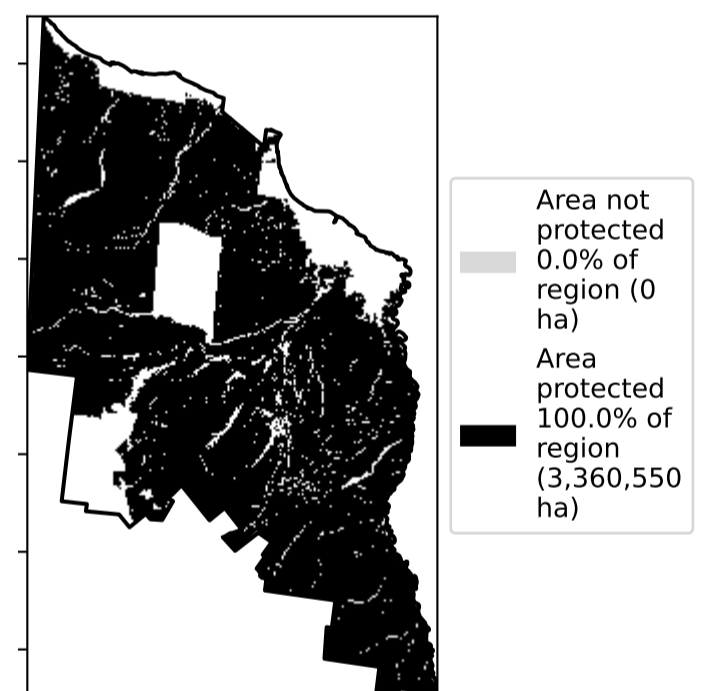 Area not
protected
0.0% of
region (0
ha)
Area
protected
100.0% of
region
(3,360,550
ha)